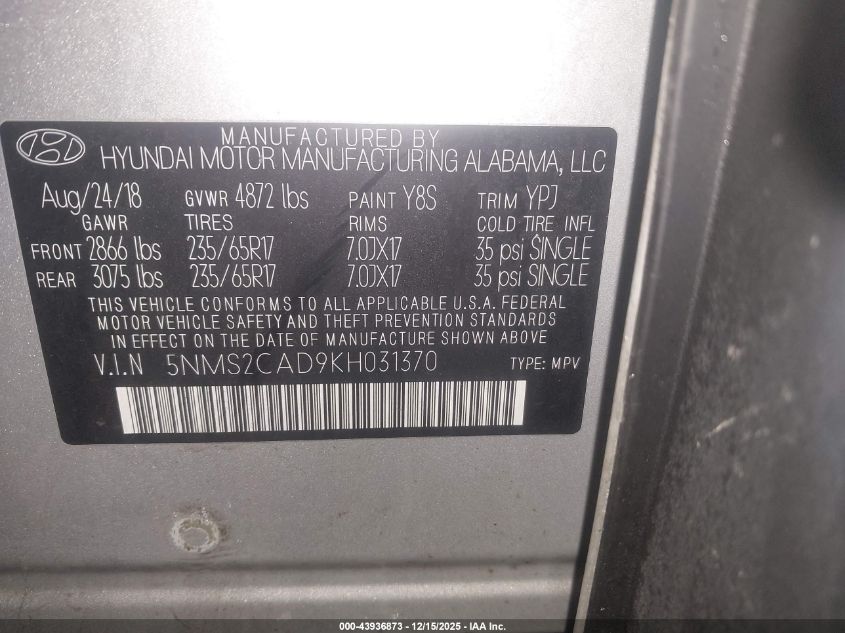 MANUFACTURED BY
HYUNDAI MOTOR MANUFACTURING ALABAMA, LLC
Aug/24/18 GVWR 4872 lbs PAINT Y8S TRIM YPJ
GAWR TIRES RIMS COLD TIRE INFL
FRONT 2866 lbs 235/65R17 7.0JX17 35 psi SINGLE
REAR 3075 lbs 235/65R17 7.0JX17 35 psi SINGLE
THIS VEHICLE CONFORMS TO ALL APPLICABLE U.S.A. FEDERAL
MOTOR VEHICLE SAFETY AND THEFT PREVENTION STANDARDS
IN EFFECT ON THE DATE OF MANUFACTURE SHOWN ABOVE.
V.I.N 5NMS2CAD9KH031370 TYPE: MPV
000-43936873 - 12/15/2025 - IAA Inc.